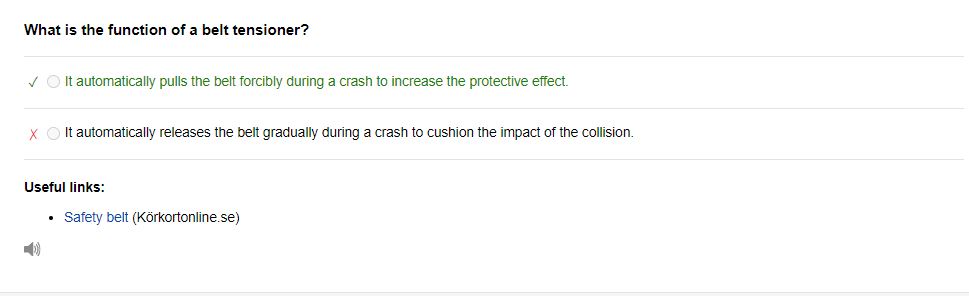 What is the function of a belt tensioner?
✓ It automatically pulls the belt forcibly during a crash to increase the protective effect.
X It automatically releases the belt gradually during a crash to cushion the impact of the collision.
Useful links:
• Safety belt (Körkortonline.se)